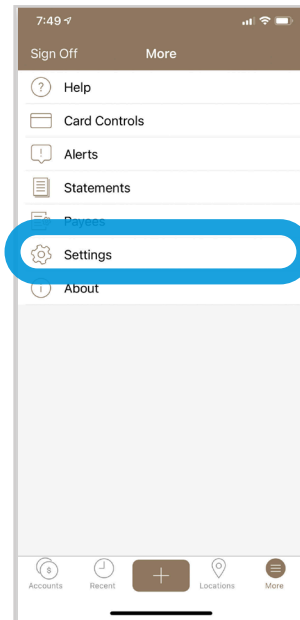 7:49
Sign Off
More
Help
Card Controls
Alerts
Statements
Payees
Settings
About
Accounts
Recent
Locations
More